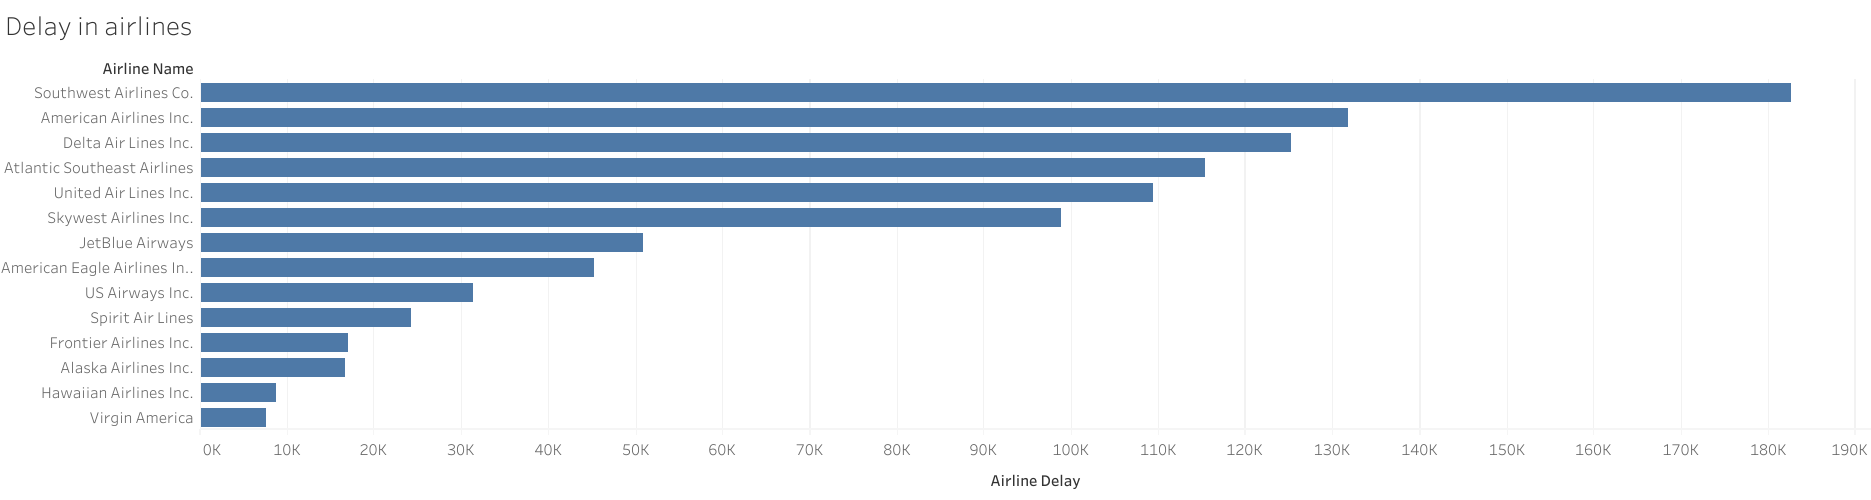 Delay in airlines
Airline Name
Southwest Airlines Co.
American Airlines Inc.
Delta Air Lines Inc.
Atlantic Southeast Airlines
United Air Lines Inc.
Skywest Airlines Inc.
JetBlue Airways
American Eagle Airlines In..
US Airways Inc.
Spirit Air Lines
Frontier Airlines Inc.
Alaska Airlines Inc.
Hawaiian Airlines Inc.
Virgin America
0K 10K 20K 30K 40K 50K 60K 70K 80K 90K 100K 110K 120K 130K 140K 150K 160K 170K 180K 190K
Airline Delay